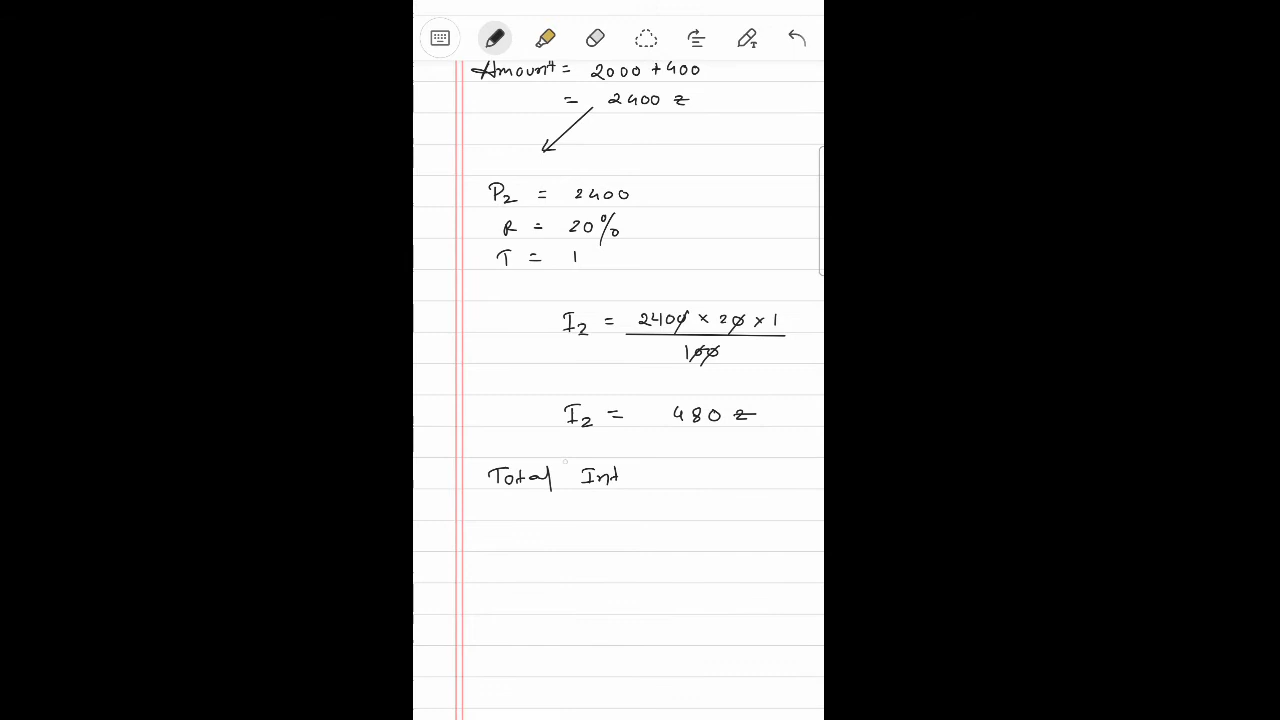 Amount = 2000 + 400
= 2400 z
P2 = 2400
R = 20%
T = 1
I2 = 2400 × 20 × 1
100
I2 = 480 z
Total Int